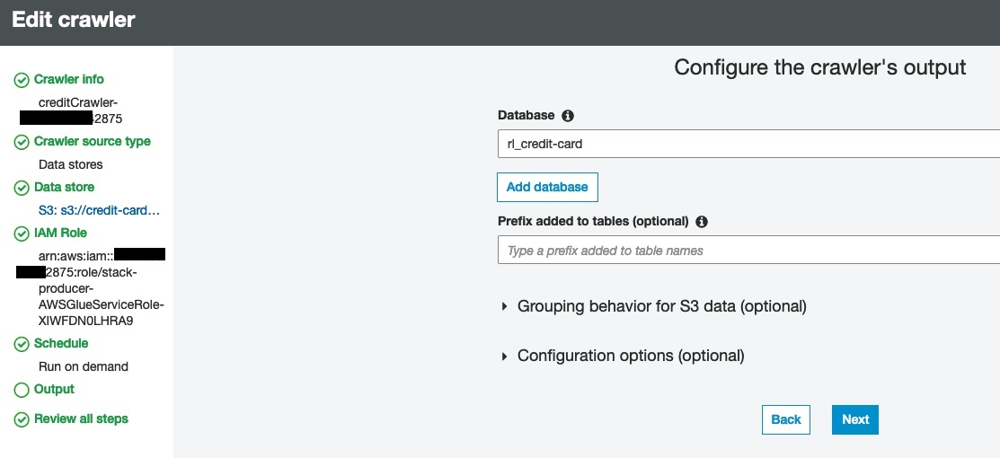 Edit crawler
Crawler info
creditCrawler-
2875
Crawler source type
Data stores
Data store
S3: s3://credit-card…
IAM Role
arn:aws:iam::
2875:role/stack-
producer-
AWSGlueServiceRole-
XIWFDN0LHRA9
Schedule
Run on demand
Output
Review all steps
Configure the crawler's output
Database
rl_credit-card
Add database
Prefix added to tables (optional)
Type a prefix added to table names
Grouping behavior for S3 data (optional)
Configuration options (optional)
Back
Next